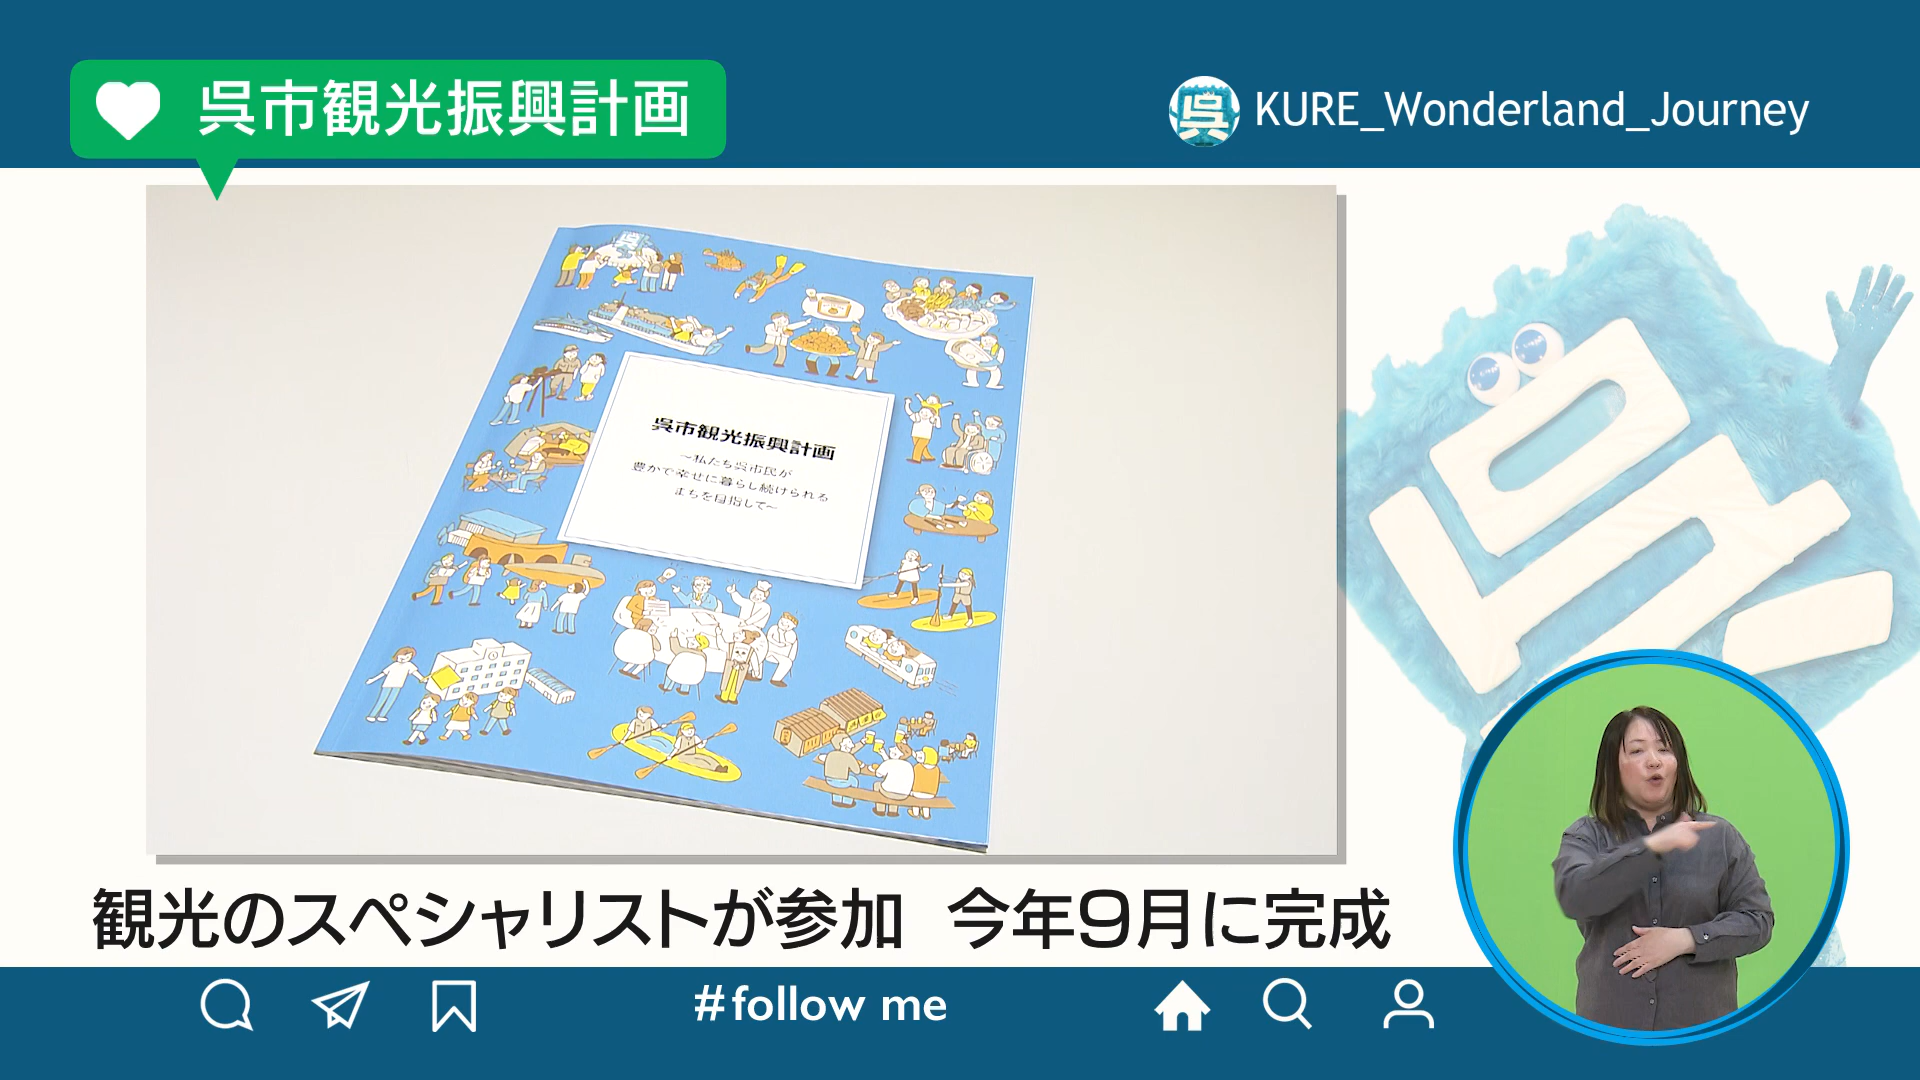 呉市観光振興計画
呉 KURE_Wonderland_Journey
呉市観光振興計画
~私たち呉市民が
豊かで幸せに暮らし続けられる
まちを目指して~
呉
観光のスペシャリストが参加 今年9月に完成
#follow me